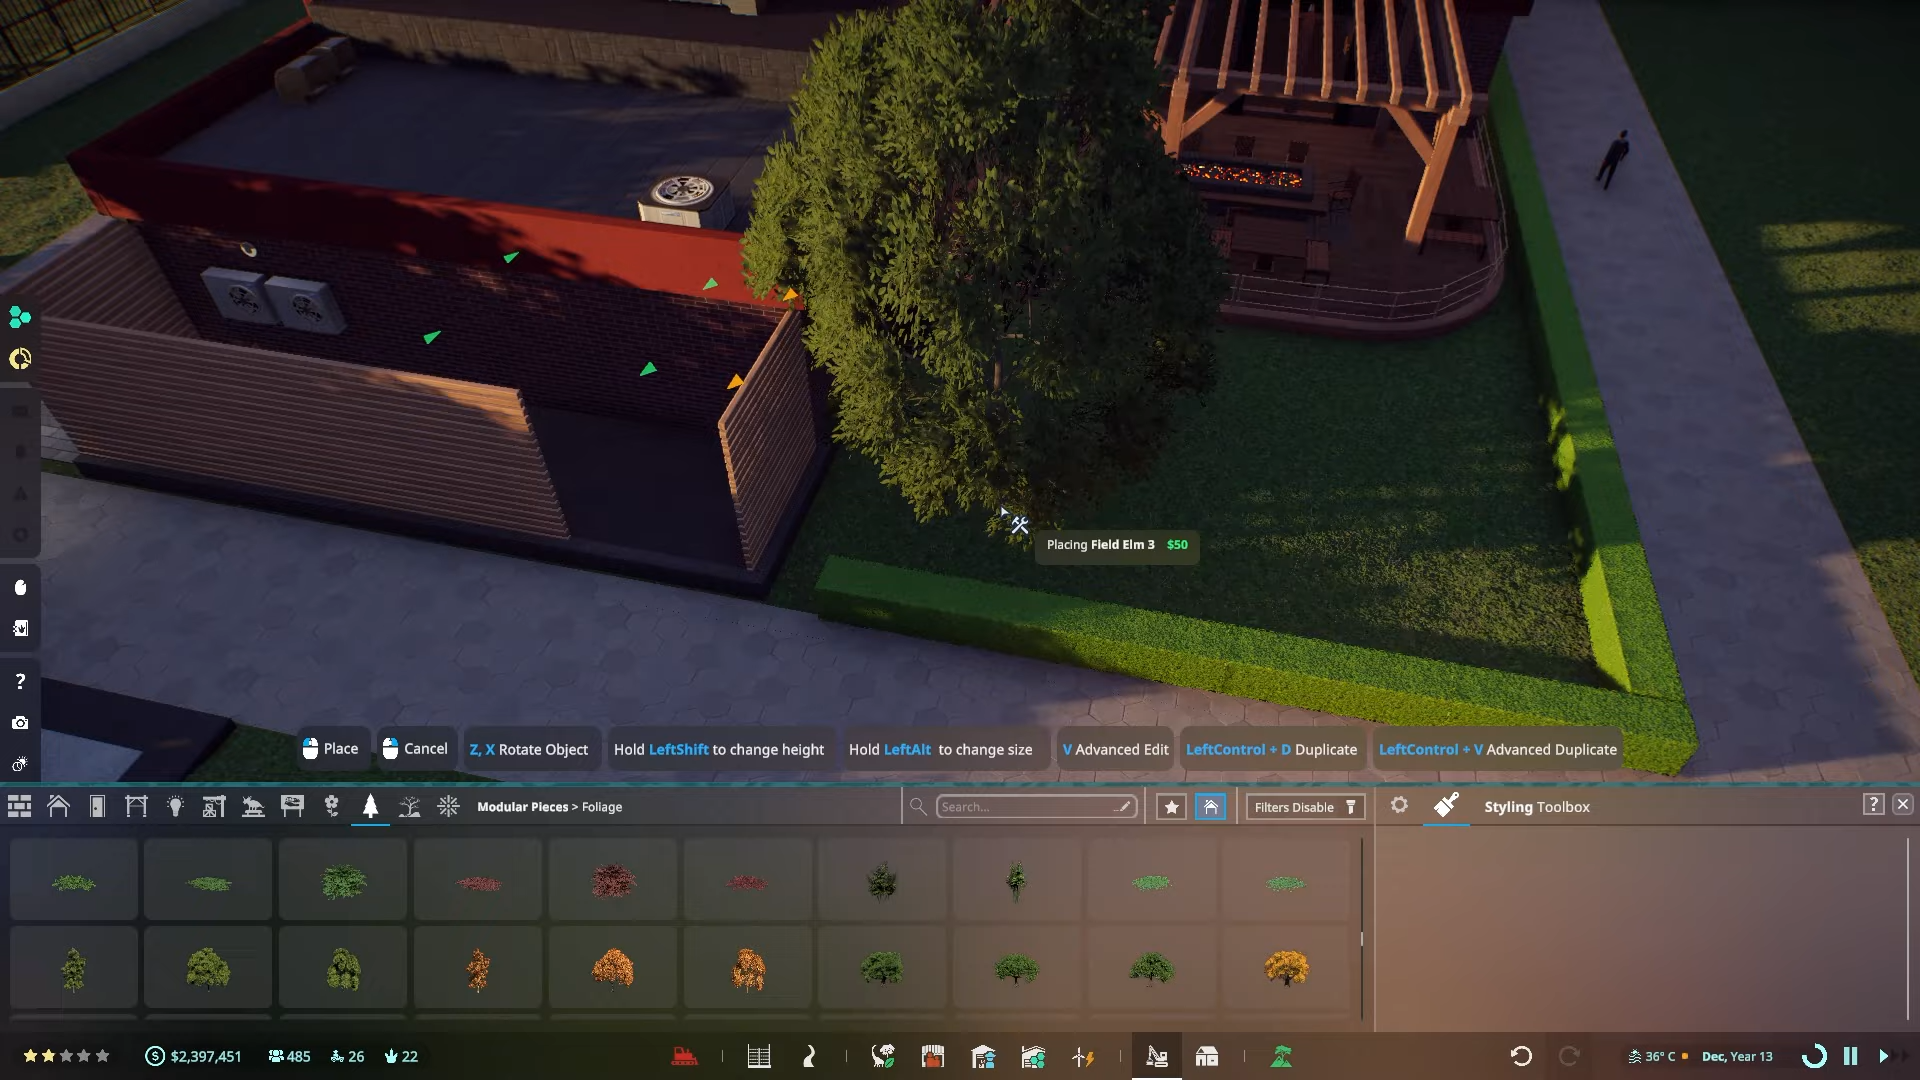 Placing Field Elm 3 $50
Place
Cancel
Z, X Rotate Object
Hold LeftShift to change height
Hold LeftAlt to change size
V Advanced Edit
LeftControl + D Duplicate
LeftControl + V Advanced Duplicate
Modular Pieces > Foliage
Search...
Filters Disable
Styling Toolbox
?
?
$2,397,451
485
26
22
36° C
Dec, Year 13